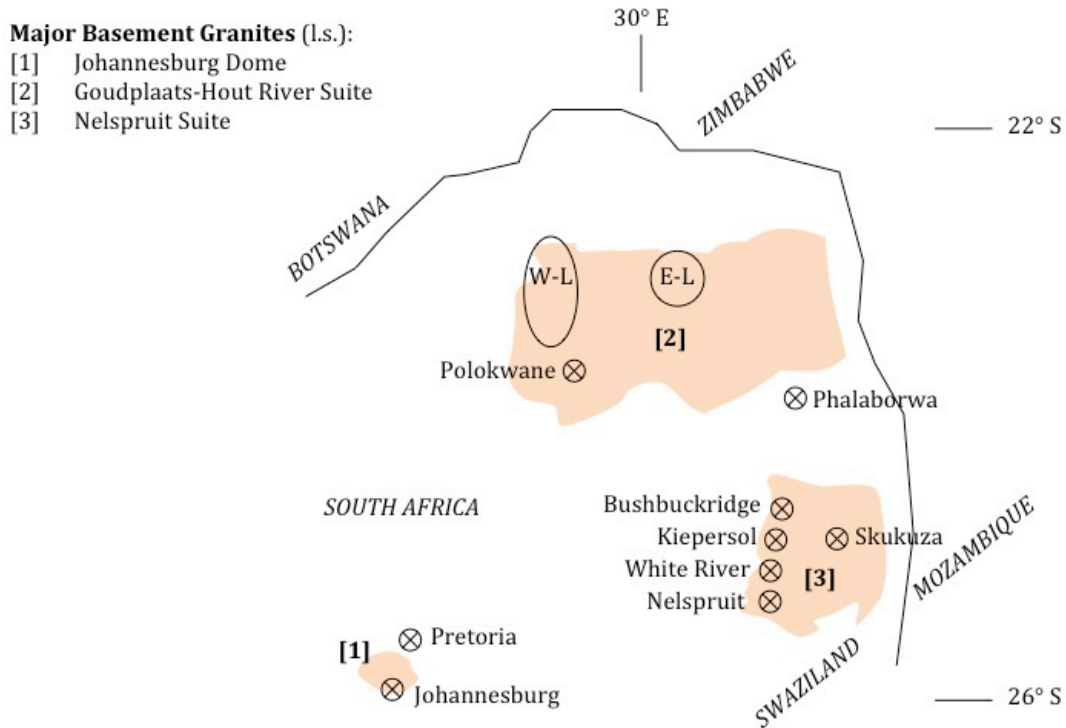 Major Basement Granites (l.s.):
[1] Johannesburg Dome
[2] Goudplaats-Hout River Suite
[3] Nelspruit Suite
30° E
ZIMBABWE
22° S
BOTSWANA
W-L
E-L
[2]
Polokwane
Phalaborwa
SOUTH AFRICA
Bushbuckridge
Kiepersol
Skukuza
White River
[3]
Nelspruit
MOZAMBIQUE
Pretoria
[1]
Johannesburg
SWAZILAND
26° S